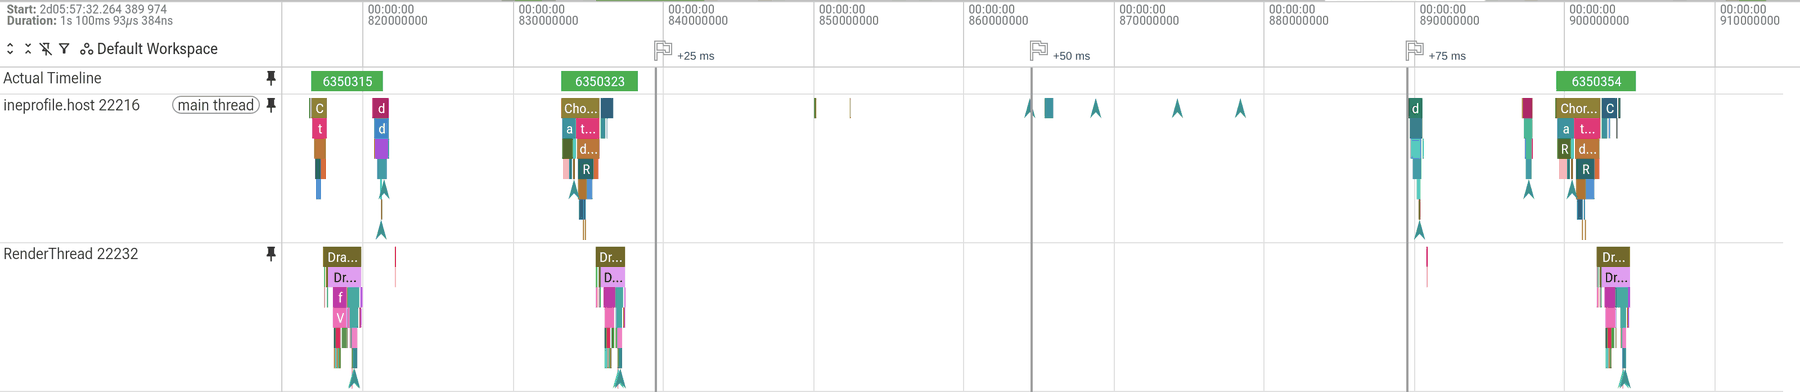 Start: 2d05:57:32.264 389 974
Duration: 1s 100ms 93µs 384ns
00:00:00 00:00:00 00:00:00 00:00:00 00:00:00 00:00:00 00:00:00 00:00:00 00:00:00 00:00:00
820000000 830000000 840000000 850000000 860000000 870000000 880000000 890000000 900000000 910000000
Default Workspace
+25 ms +50 ms +75 ms
Actual Timeline 6350315 6350323 6350354
ineprofile.host 22216 main thread C d Cho... d Chor... C
t d a t... a t...
d... R d...
R R
RenderThread 22232 Dra... Dr... Dr...
Dr... D... Dr...
f
V